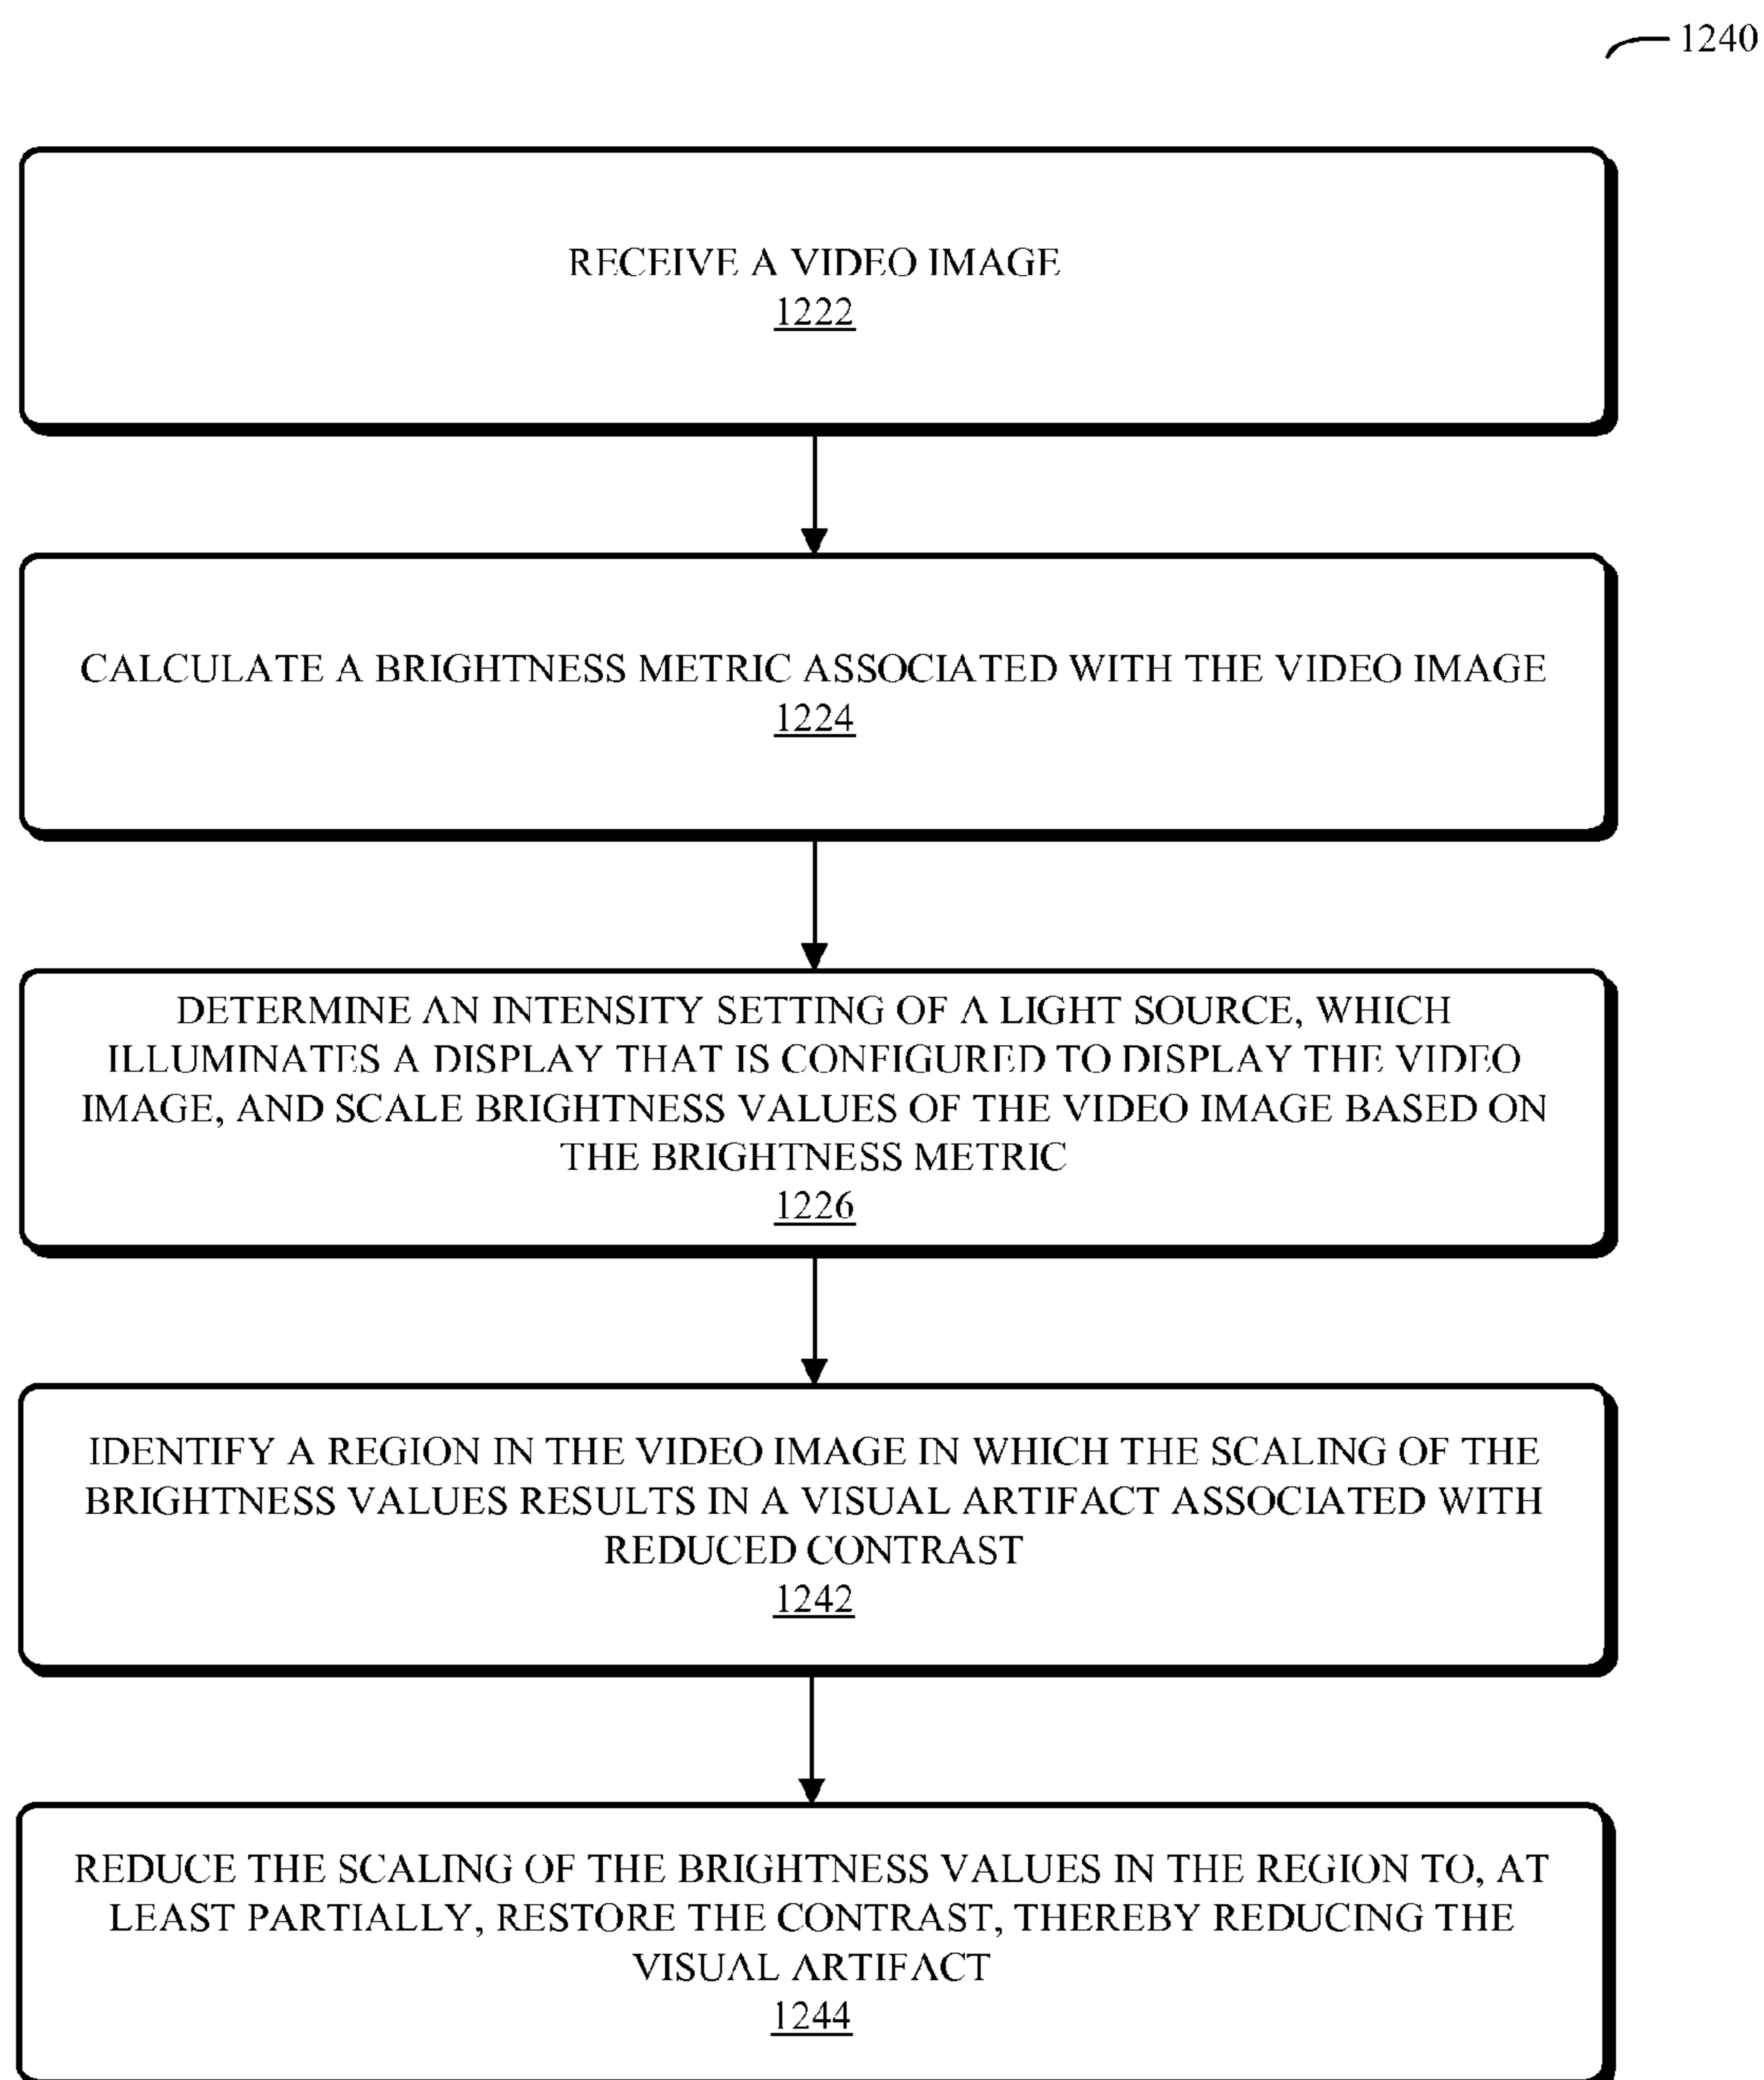 1240
RECEIVE A VIDEO IMAGE
1222
CALCULATE A BRIGHTNESS METRIC ASSOCIATED WITH THE VIDEO IMAGE
1224
DETERMINE AN INTENSITY SETTING OF A LIGHT SOURCE, WHICH
ILLUMINATES A DISPLAY THAT IS CONFIGURED TO DISPLAY THE VIDEO
IMAGE, AND SCALE BRIGHTNESS VALUES OF THE VIDEO IMAGE BASED ON
THE BRIGHTNESS METRIC
1226
IDENTIFY A REGION IN THE VIDEO IMAGE IN WHICH THE SCALING OF THE
BRIGHTNESS VALUES RESULTS IN A VISUAL ARTIFACT ASSOCIATED WITH
REDUCED CONTRAST
1242
REDUCE THE SCALING OF THE BRIGHTNESS VALUES IN THE REGION TO, AT
LEAST PARTIALLY, RESTORE THE CONTRAST, THEREBY REDUCING THE
VISUAL ARTIFACT
1244